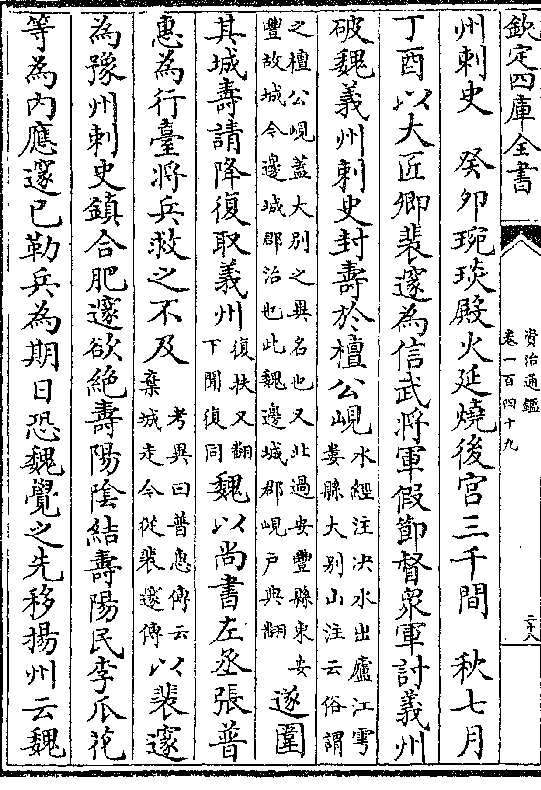 欽定四庫全書
資治通鑑
卷一百四十九
二十八
州刺史　癸卯琬琰殿火延燒後宮三千間　秋七月
丁酉以大匠卿裴邃為信武將軍假節督衆軍討義州
破魏義州刺史封壽於檀公峴水經注决水出廬江雩
婁縣大别山注云俗謂
之檀公峴盖大别之異名也又北過安豐縣東安
豐故城今邊城郡治也此魏邊城郡峴户典翻遂圍
其城壽請降復取義州復扶又翻
下聞復同魏以尚書左丞張普
惠為行臺將兵救之不及考異曰普惠傳云
棄城走今從裴邃傳以裴邃
為豫州刺史鎮合肥邃欲絶壽陽陰結壽陽民李瓜花
等為内應邃已勒兵為期日恐魏覺之先移揚州云魏